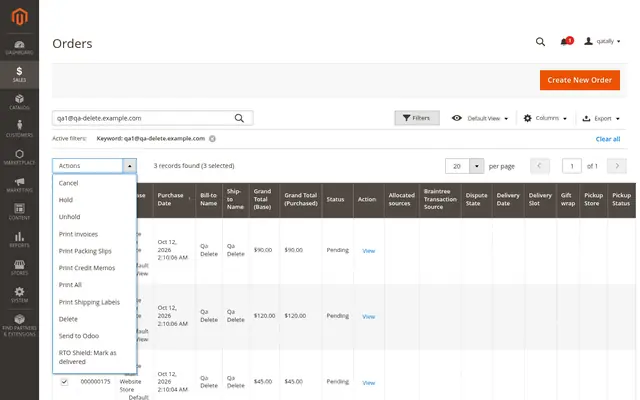 Orders
1
qatally
DASHBOARD
SALES
CATALOG
CUSTOMERS
MARKETPLACE
MARKETING
CONTENT
REPORTS
STORES
SYSTEM
FIND PARTNERS
& EXTENSIONS
Create New Order
qa1@qa-delete.example.com
Filters
Default View
Columns
Export
Active filters:
Keyword: qa1@qa-delete.example.com
Clear all
Actions
3 records found (3 selected)
20
per page
1
of 1
Cancel
Hold
Unhold
Print Invoices
Print Packing Slips
Print Credit Memos
Print All
Print Shipping Labels
Delete
Send to Odoo
RTO Shield: Mark as
delivered
Purchase
Date
Bill-to
Name
Ship-
to
Name
Grand
Total
(Base)
Grand Total
(Purchased)
Status
Action
Allocated
sources
Braintree
Transaction
Source
Dispute
State
Delivery
Date
Delivery
Slot
Gift
wrap
Pickup
Store
Pickup
Status
Oct 12,
2026
2:10:06 AM
Qa
Delete
Qa
Delete
$90.00
$90.00
Pending
View
Oct 12,
2026
2:10:06 AM
Qa
Delete
Qa
Delete
$120.00
$120.00
Pending
View
000000175
Website
Store
Default
Oct 12,
2026
2:10:04 AM
Qa
Delete
Qa
Delete
$45.00
$45.00
Pending
View